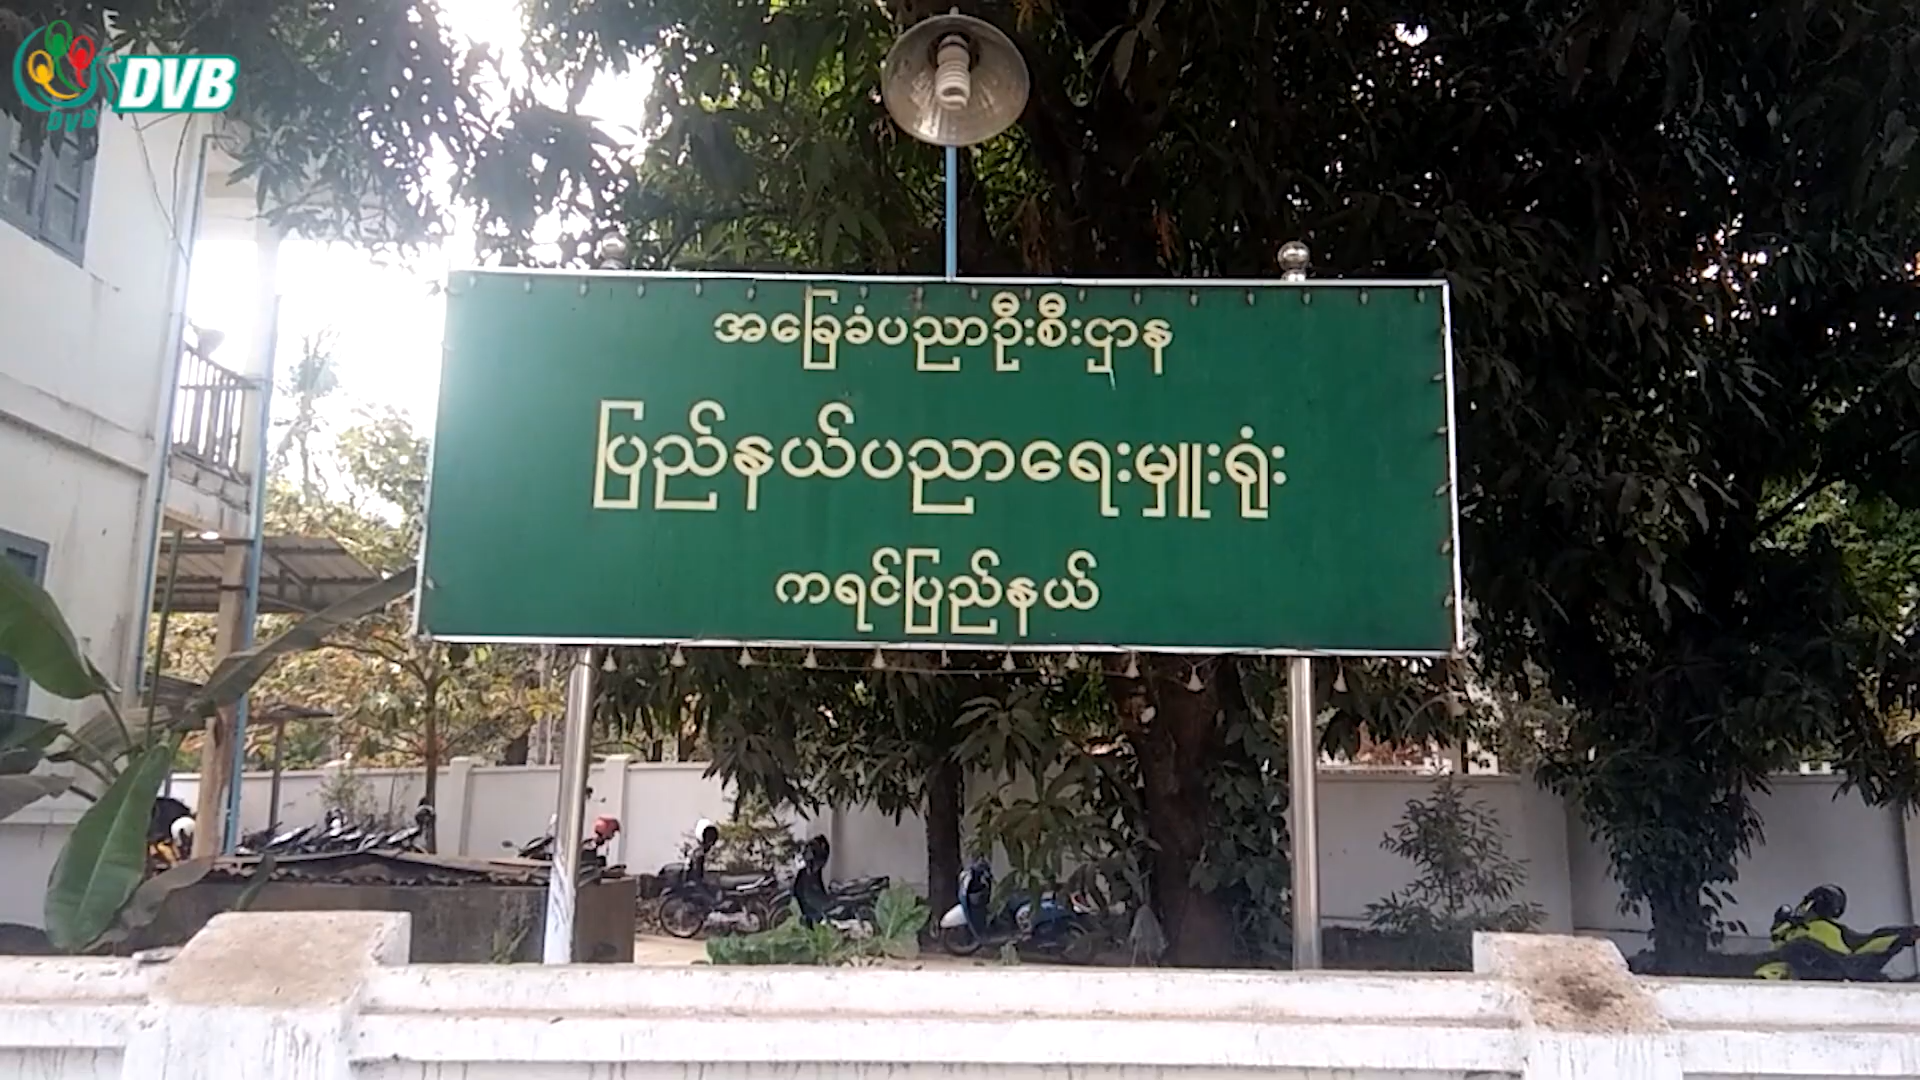 DVB
DVB
အခြေခံပညာဦးစီးဌာန
ပြည်နယ်ပညာရေးမှူးရုံး
ကရင်ပြည်နယ်